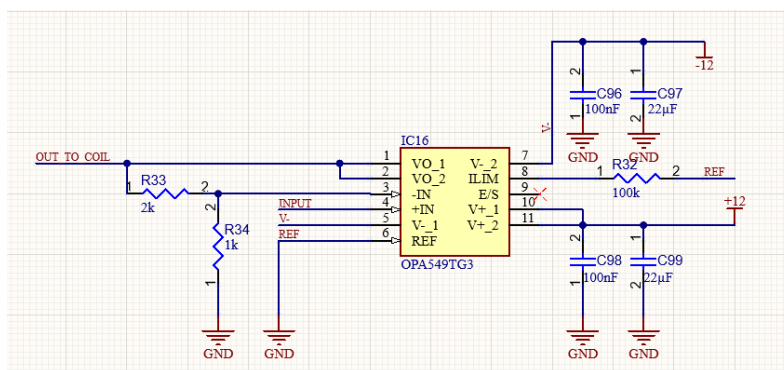 -12
2
1
C96
C97
100nF
22µF
1
2
V-
GND
GND
IC16
OUT TO COIL
1
VO_1
V-_2
7
2
VO_2
ILIM
8
1
R32
2
REF
100k
1
R33
2
2k
3
-IN
E/S
9
INPUT
4
+IN
V+_1
10
+12
V-
5
V-_1
V+_2
11
REF
6
REF
OPA549TG3
2
R34
1k
1
2
1
C98
C99
100nF
22µF
1
2
GND
GND
GND
GND